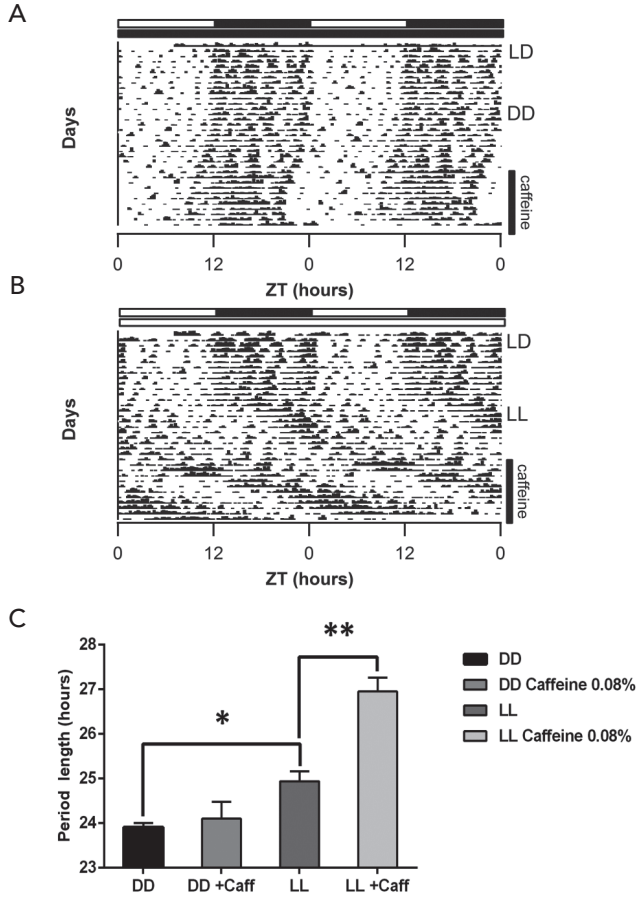 A
LD
DD
caffeine
Days
0 12 0 12 0
ZT (hours)
B
LD
LL
caffeine
Days
0 12 0 12 0
ZT (hours)
C
28
27
26
25
24
23
Period length (hours)
*
**
DD DD +Caff LL LL +Caff
DD
DD Caffeine 0.08%
LL
LL Caffeine 0.08%